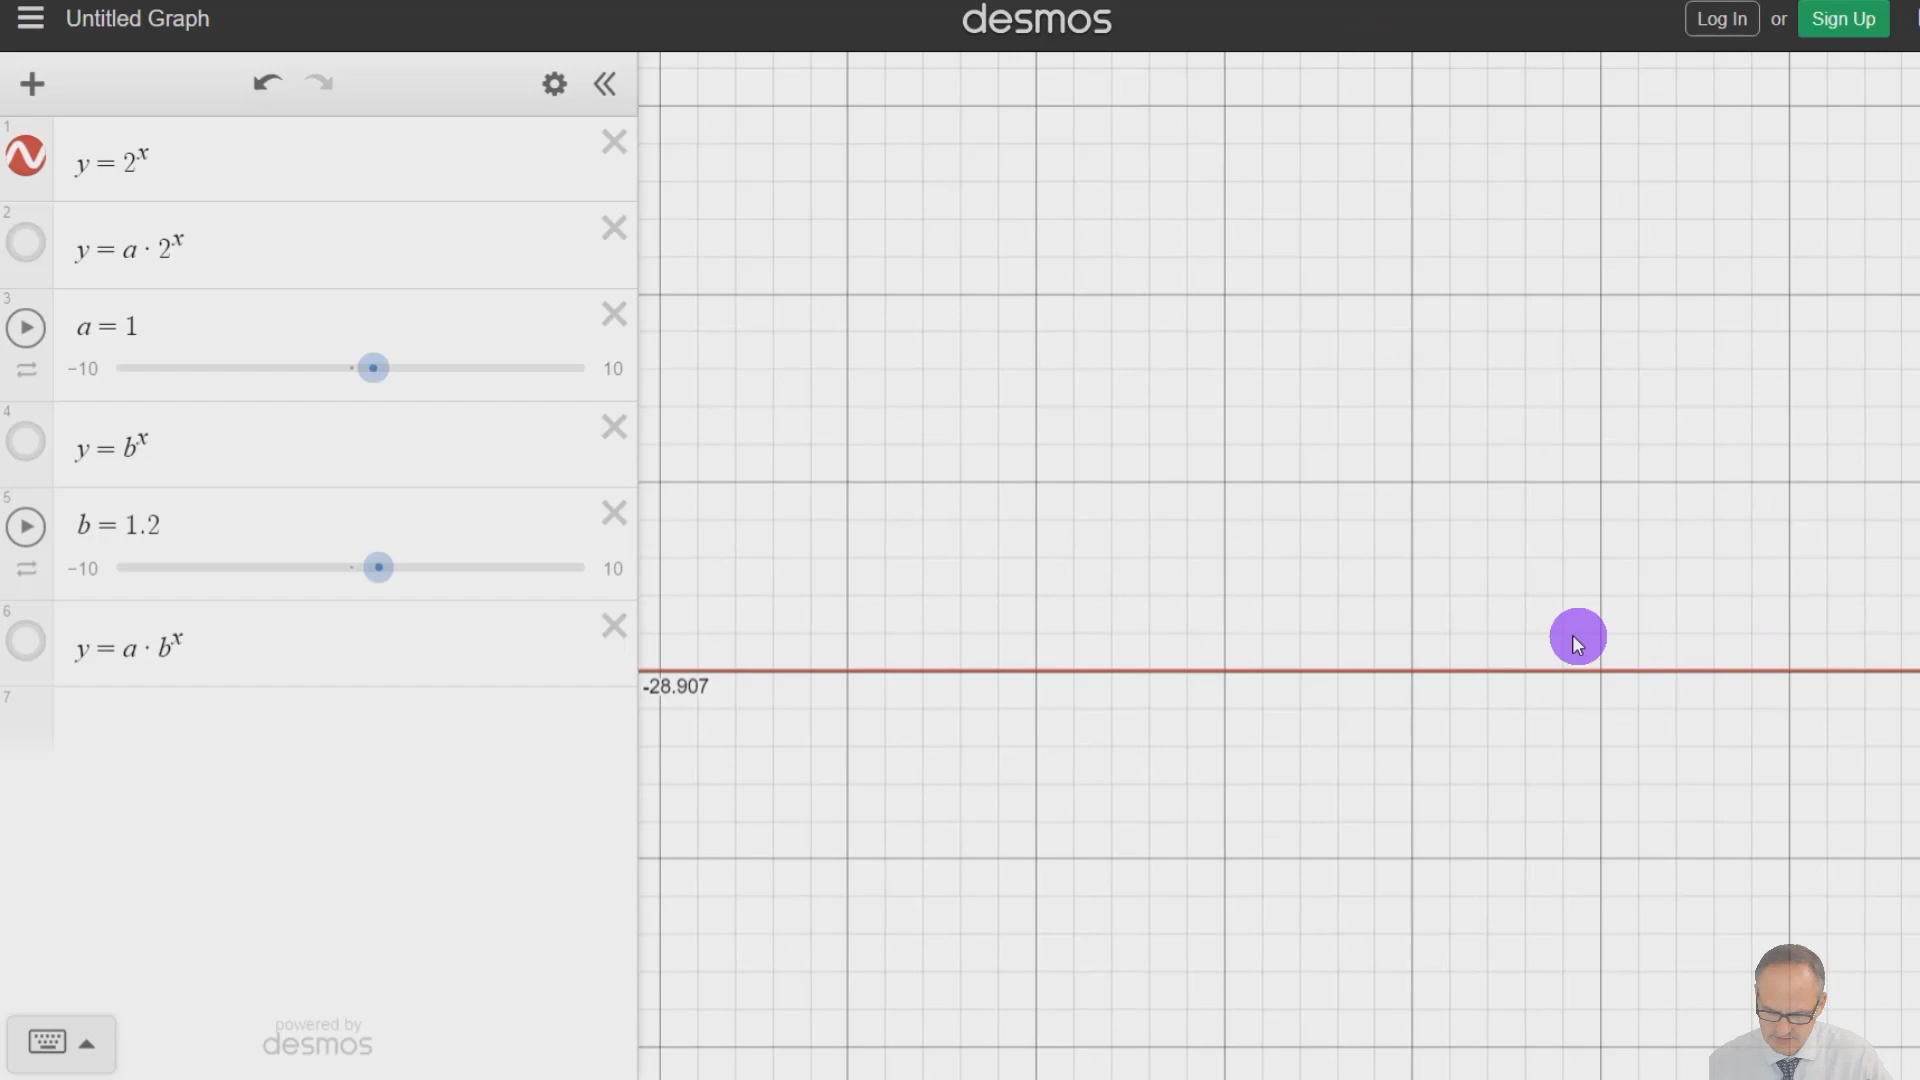 Untitled Graph
desmos
Log In or Sign Up
1
y = 2^x
2
y = a · 2^x
3
a = 1
-10 10
4
y = b^x
5
b = 1.2
-10 10
6
y = a · b^x
7
-28.907
powered by
desmos